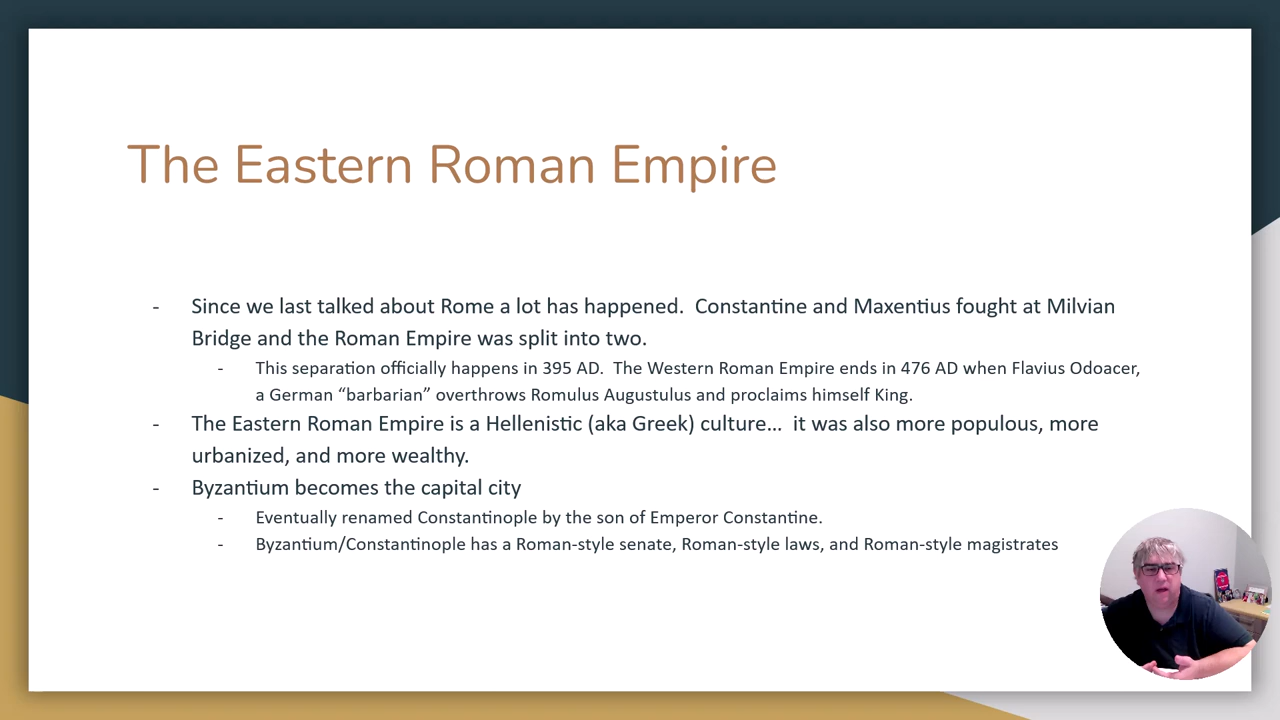 The Eastern Roman Empire
- Since we last talked about Rome a lot has happened.  Constantine and Maxentius fought at Milvian
Bridge and the Roman Empire was split into two.
- This separation officially happens in 395 AD.  The Western Roman Empire ends in 476 AD when Flavius Odoacer,
a German “barbarian” overthrows Romulus Augustulus and proclaims himself King.
- The Eastern Roman Empire is a Hellenistic (aka Greek) culture…  it was also more populous, more
urbanized, and more wealthy.
- Byzantium becomes the capital city
- Eventually renamed Constantinople by the son of Emperor Constantine.
- Byzantium/Constantinople has a Roman-style senate, Roman-style laws, and Roman-style magistrates